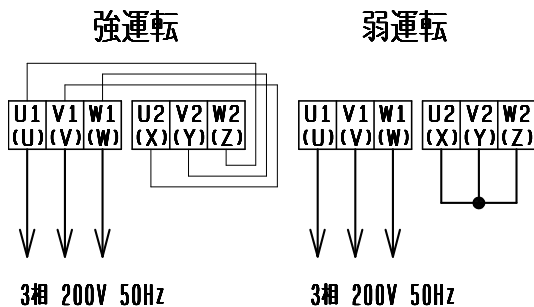 強運転 弱運転
U1 V1 W1 U2 V2 W2 U1 V1 W1 U2 V2 W2
(U) (V) (W) (X) (Y) (Z) (U) (V) (W) (X) (Y) (Z)
3相 200V 50Hz 3相 200V 50Hz